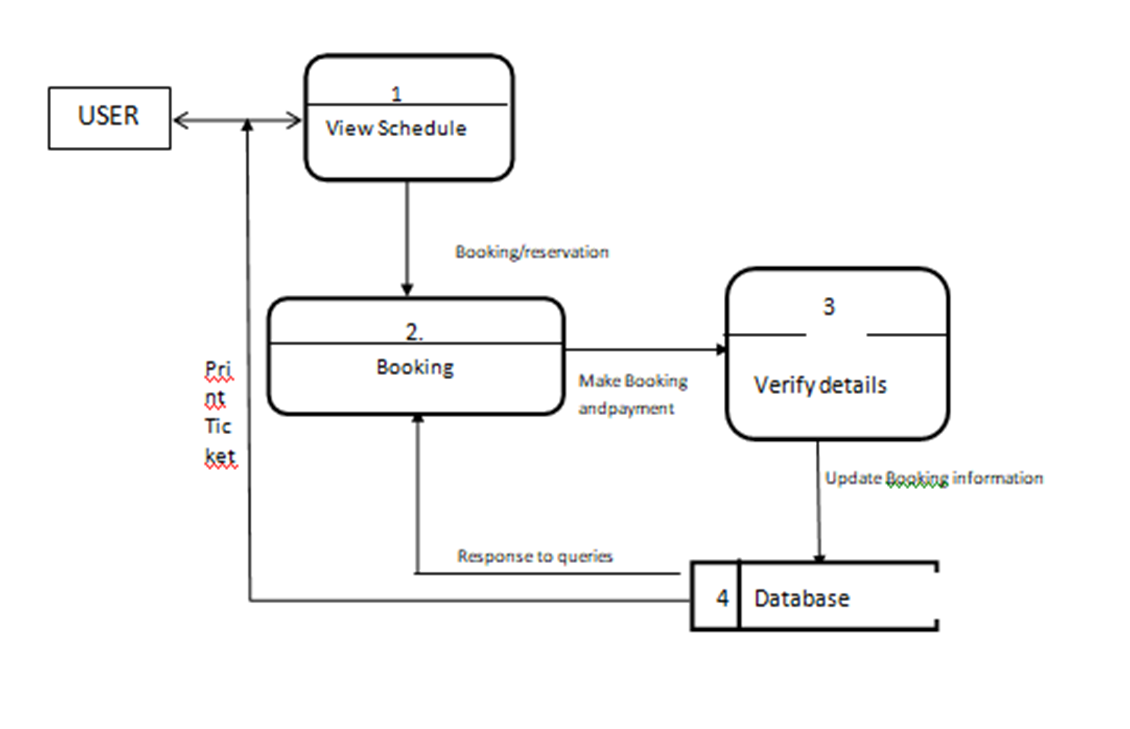 USER
1
View Schedule
Booking/reservation
2.
Booking
Make Booking
andpayment
3
Verify details
Update Booking information
Pri
nt
Tic
ket
Response to queries
4
Database